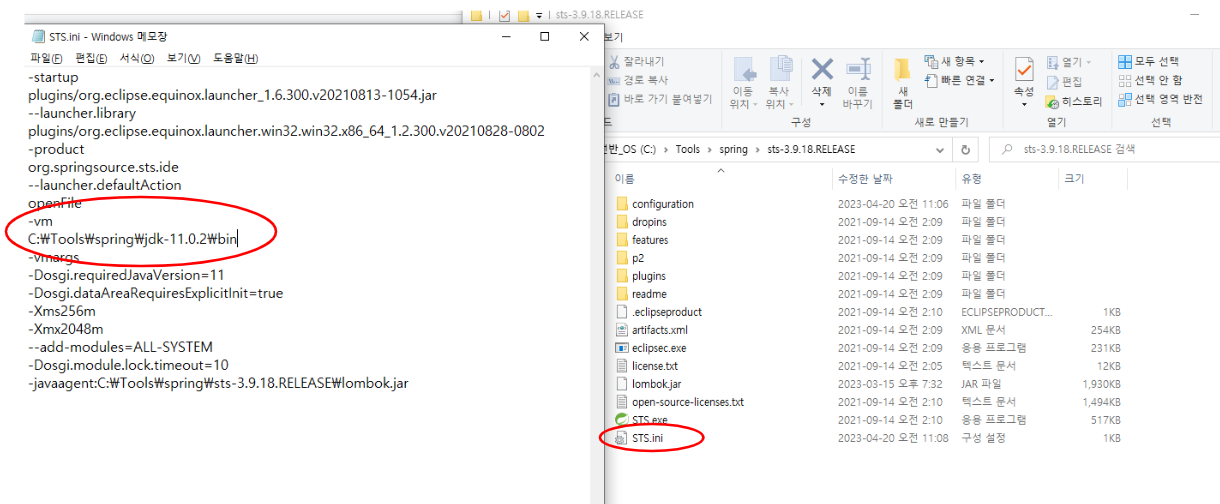 sts-3.9.18.RELEASE
STS.ini - Windows 메모장
파일(F) 편집(E) 서식(O) 보기(V) 도움말(H)
-startup
plugins/org.eclipse.equinox.launcher_1.6.300.v20210813-1054.jar
--launcher.library
plugins/org.eclipse.equinox.launcher.win32.win32.x86_64_1.2.300.v20210828-0802
-product
org.springsource.sts.ide
--launcher.defaultAction
openFile
-vm
C:₩Tools₩spring₩jdk-11.0.2₩bin
-vmargs
-Dosgi.requiredJavaVersion=11
-Dosgi.dataAreaRequiresExplicitInit=true
-Xms256m
-Xmx2048m
--add-modules=ALL-SYSTEM
-Dosgi.module.lock.timeout=10
-javaagent:C:₩Tools₩spring₩sts-3.9.18.RELEASE₩lombok.jar
보기
잘라내기
경로 복사
바로 가기 붙여넣기
이동 위치
복사 위치
삭제
이름 바꾸기
구성
새 폴더
새 항목
빠른 연결
새로 만들기
속성
열기
편집
히스토리
열기
모두 선택
선택 안 함
선택 영역 반전
선택
_OS (C:) > Tools > spring > sts-3.9.18.RELEASE
sts-3.9.18.RELEASE 검색
이름 수정한 날짜 유형 크기
configuration 2023-04-20 오전 11:06 파일 폴더
dropins 2021-09-14 오전 2:09 파일 폴더
features 2021-09-14 오전 2:09 파일 폴더
p2 2021-09-14 오전 2:09 파일 폴더
plugins 2021-09-14 오전 2:09 파일 폴더
readme 2021-09-14 오전 2:09 파일 폴더
.eclipseproduct 2021-09-14 오전 2:10 ECLIPSEPRODUCT... 1KB
artifacts.xml 2021-09-14 오전 2:09 XML 문서 254KB
eclipsec.exe 2021-09-14 오전 2:09 응용 프로그램 231KB
license.txt 2021-09-14 오전 2:05 텍스트 문서 12KB
lombok.jar 2023-03-15 오후 7:32 JAR 파일 1,930KB
open-source-licenses.txt 2021-09-14 오전 2:10 텍스트 문서 1,494KB
STS.exe 2021-09-14 오전 2:10 응용 프로그램 517KB
STS.ini 2023-04-20 오전 11:08 구성 설정 1KB